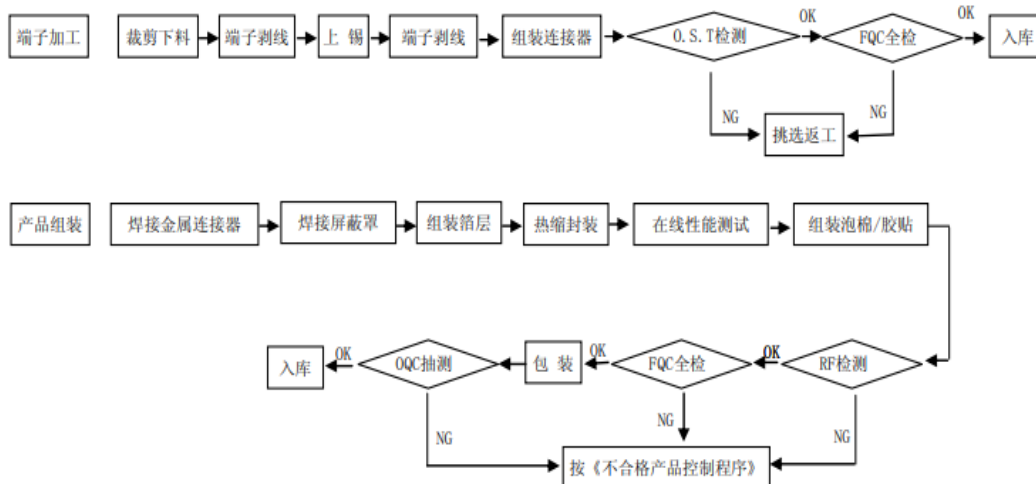 端子加工
裁剪下料
端子剥线
上 锡
端子剥线
组装连接器
O.S.T检测
OK
FQC全检
OK
入库
NG
NG
挑选返工
产品组装
焊接金属连接器
焊接屏蔽罩
组装箔层
热缩封装
在线性能测试
组装泡棉/胶贴
入库
OK
OQC抽测
包 装
OK
FQC全检
OK
RF检测
NG
NG
NG
按《不合格产品控制程序》